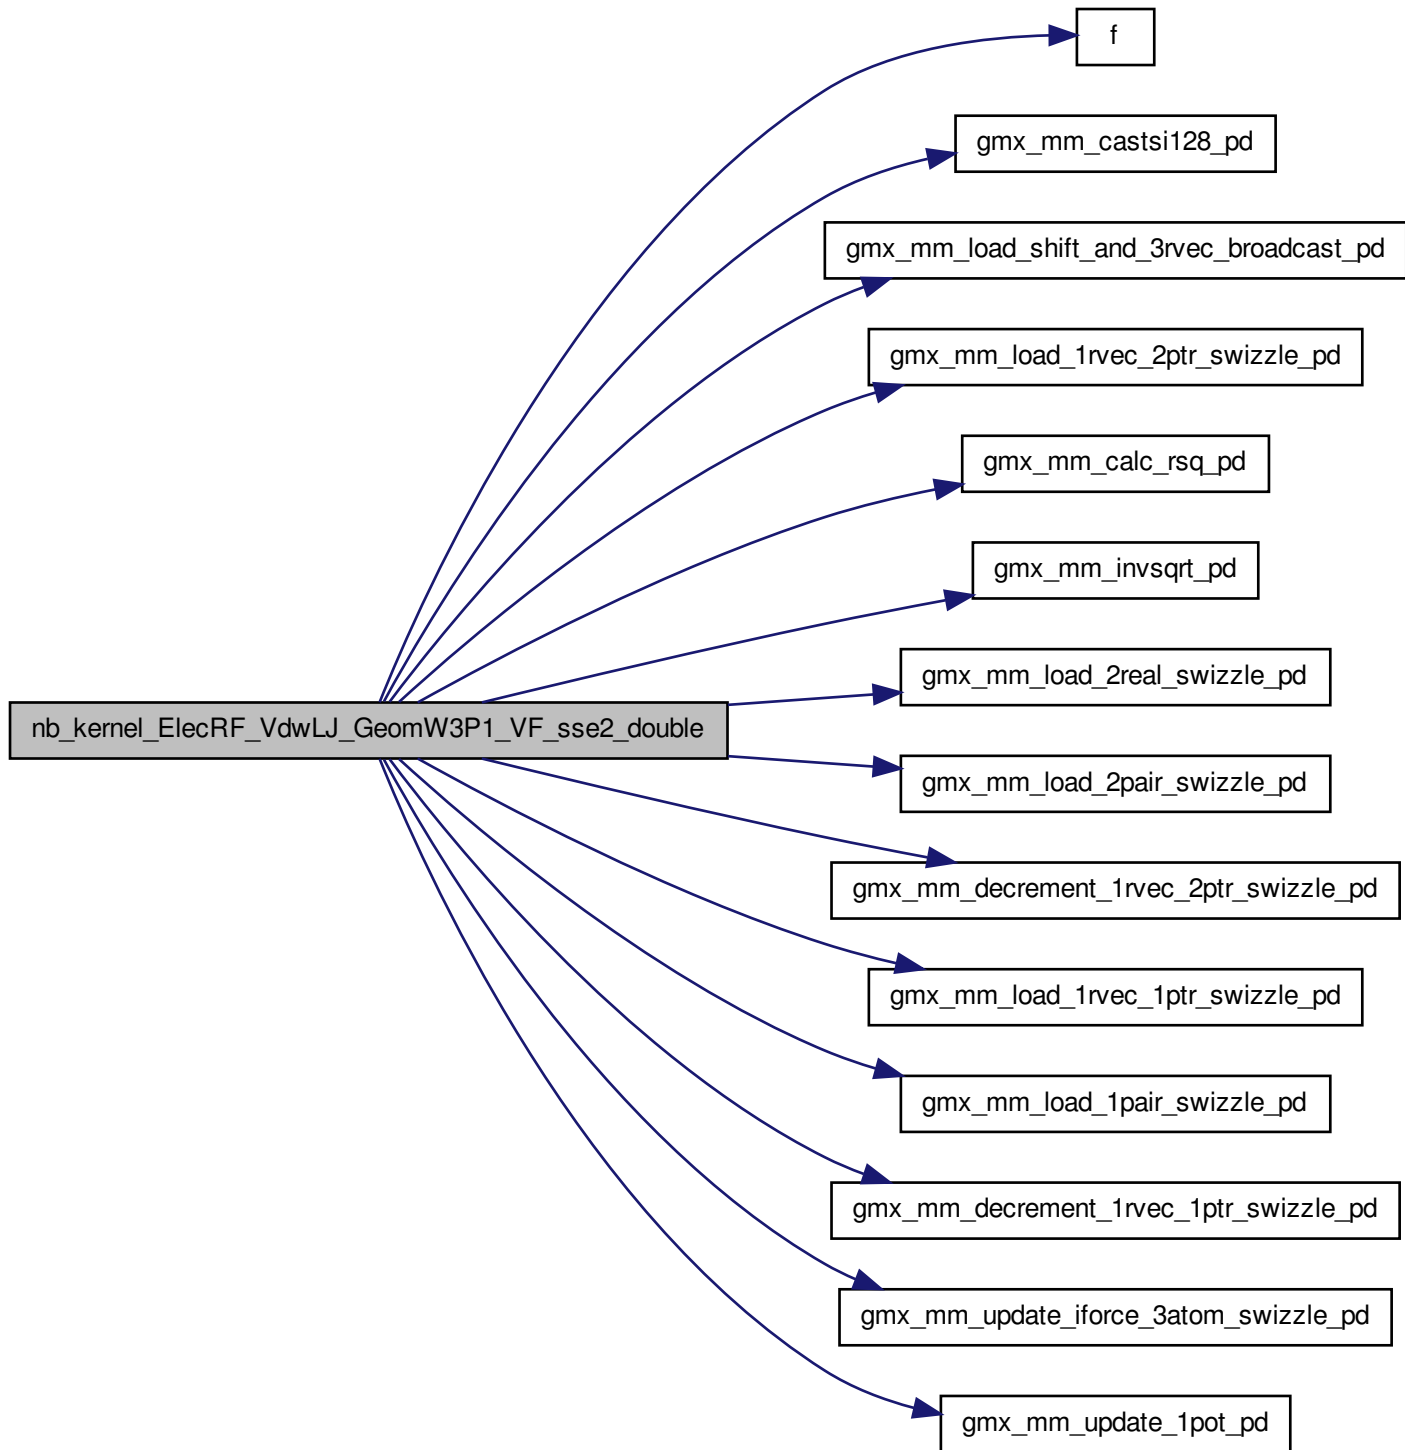 f
gmx_mm_castsi128_pd
gmx_mm_load_shift_and_3rvec_broadcast_pd
gmx_mm_load_1rvec_2ptr_swizzle_pd
gmx_mm_calc_rsq_pd
gmx_mm_invsqrt_pd
gmx_mm_load_2real_swizzle_pd
nb_kernel_ElecRF_VdwLJ_GeomW3P1_VF_sse2_double
gmx_mm_load_2pair_swizzle_pd
gmx_mm_decrement_1rvec_2ptr_swizzle_pd
gmx_mm_load_1rvec_1ptr_swizzle_pd
gmx_mm_load_1pair_swizzle_pd
gmx_mm_decrement_1rvec_1ptr_swizzle_pd
gmx_mm_update_iforce_3atom_swizzle_pd
gmx_mm_update_1pot_pd